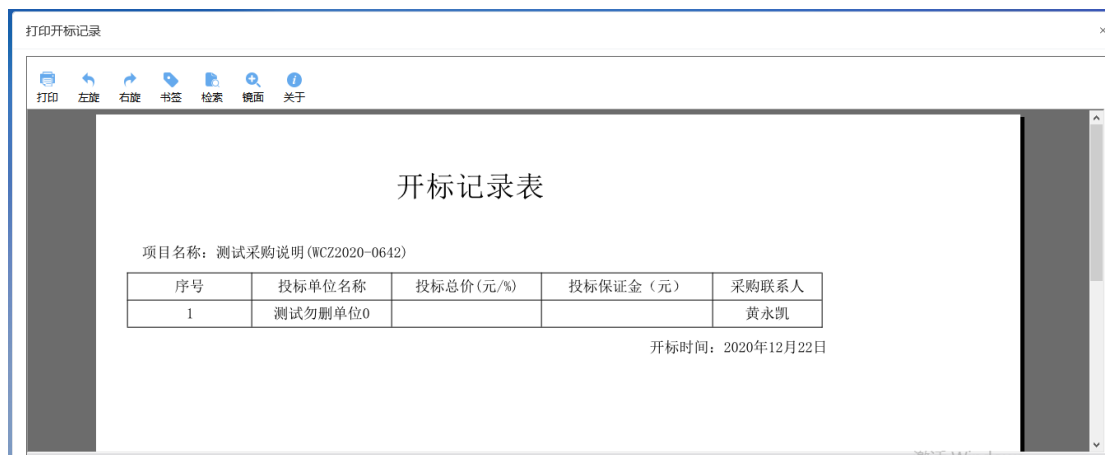 打印开标记录
×
打印 左旋 右旋 书签 检索 镜面 关于
开标记录表
项目名称：测试采购说明(WCZ2020-0642)
序号 投标单位名称 投标总价(元/%) 投标保证金（元） 采购联系人
1 测试勿删单位0 黄永凯
开标时间：2020年12月22日